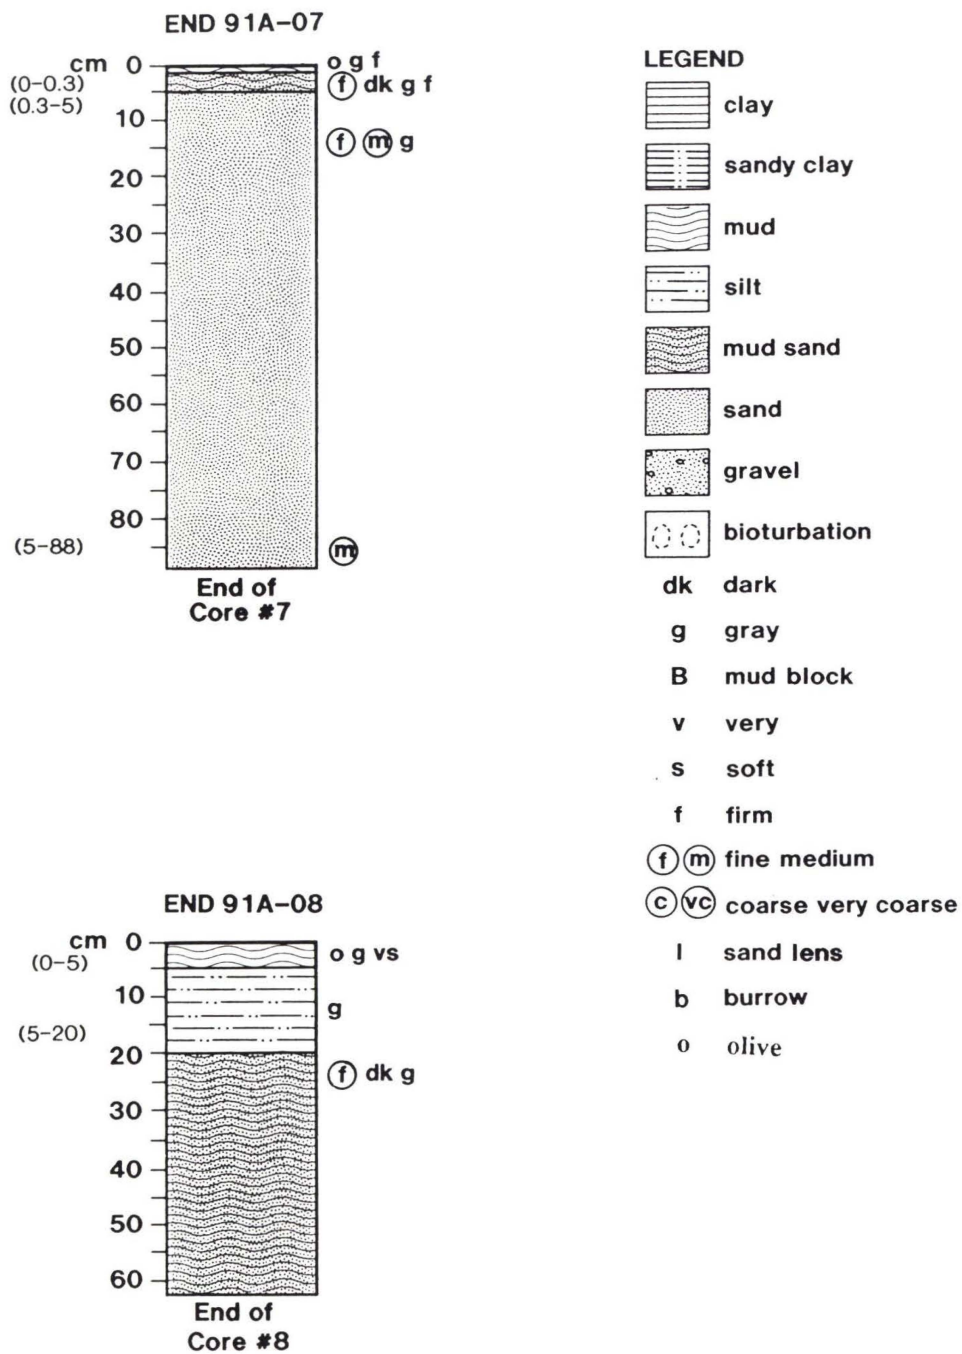 END 91A-07
cm 0 o g f
(0-0.3) f dk g f
(0.3-5)
10
f m g
20
30
40
50
60
70
80
(5-88) m
End of
Core #7
END 91A-08
cm 0 o g vs
(0-5)
10 g
(5-20)
20 f dk g
30
40
50
60
End of
Core #8
LEGEND
clay
sandy clay
mud
silt
mud sand
sand
gravel
bioturbation
dk dark
g gray
B mud block
v very
s soft
f firm
f m fine medium
c vc coarse very coarse
l sand lens
b burrow
o olive